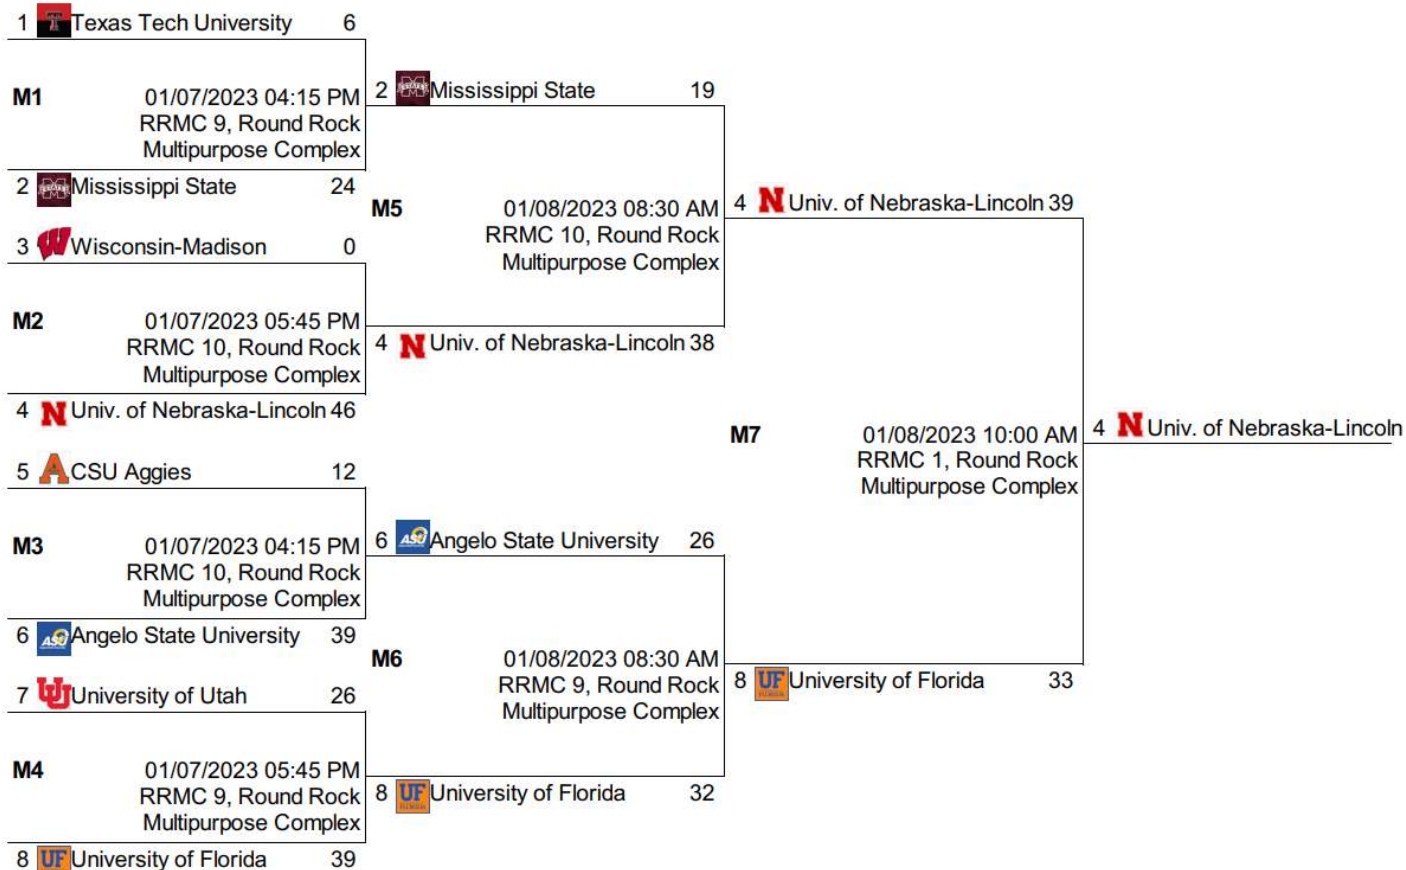 1 Texas Tech University 6
M1 01/07/2023 04:15 PM
RRMC 9, Round Rock
Multipurpose Complex
2 Mississippi State 24
3 Wisconsin-Madison 0
M2 01/07/2023 05:45 PM
RRMC 10, Round Rock
Multipurpose Complex
4 Univ. of Nebraska-Lincoln 46
5 CSU Aggies 12
M3 01/07/2023 04:15 PM
RRMC 10, Round Rock
Multipurpose Complex
6 ASU Angelo State University 39
7 University of Utah 26
M4 01/07/2023 05:45 PM
RRMC 9, Round Rock
Multipurpose Complex
8 UF University of Florida 39
2 Mississippi State 19
M5 01/08/2023 08:30 AM
RRMC 10, Round Rock
Multipurpose Complex
4 N Univ. of Nebraska-Lincoln 38
6 ASU Angelo State University 26
M6 01/08/2023 08:30 AM
RRMC 9, Round Rock
Multipurpose Complex
8 UF University of Florida 32
4 N Univ. of Nebraska-Lincoln 39
M7 01/08/2023 10:00 AM
RRMC 1, Round Rock
Multipurpose Complex
8 UF University of Florida 33
4 N Univ. of Nebraska-Lincoln